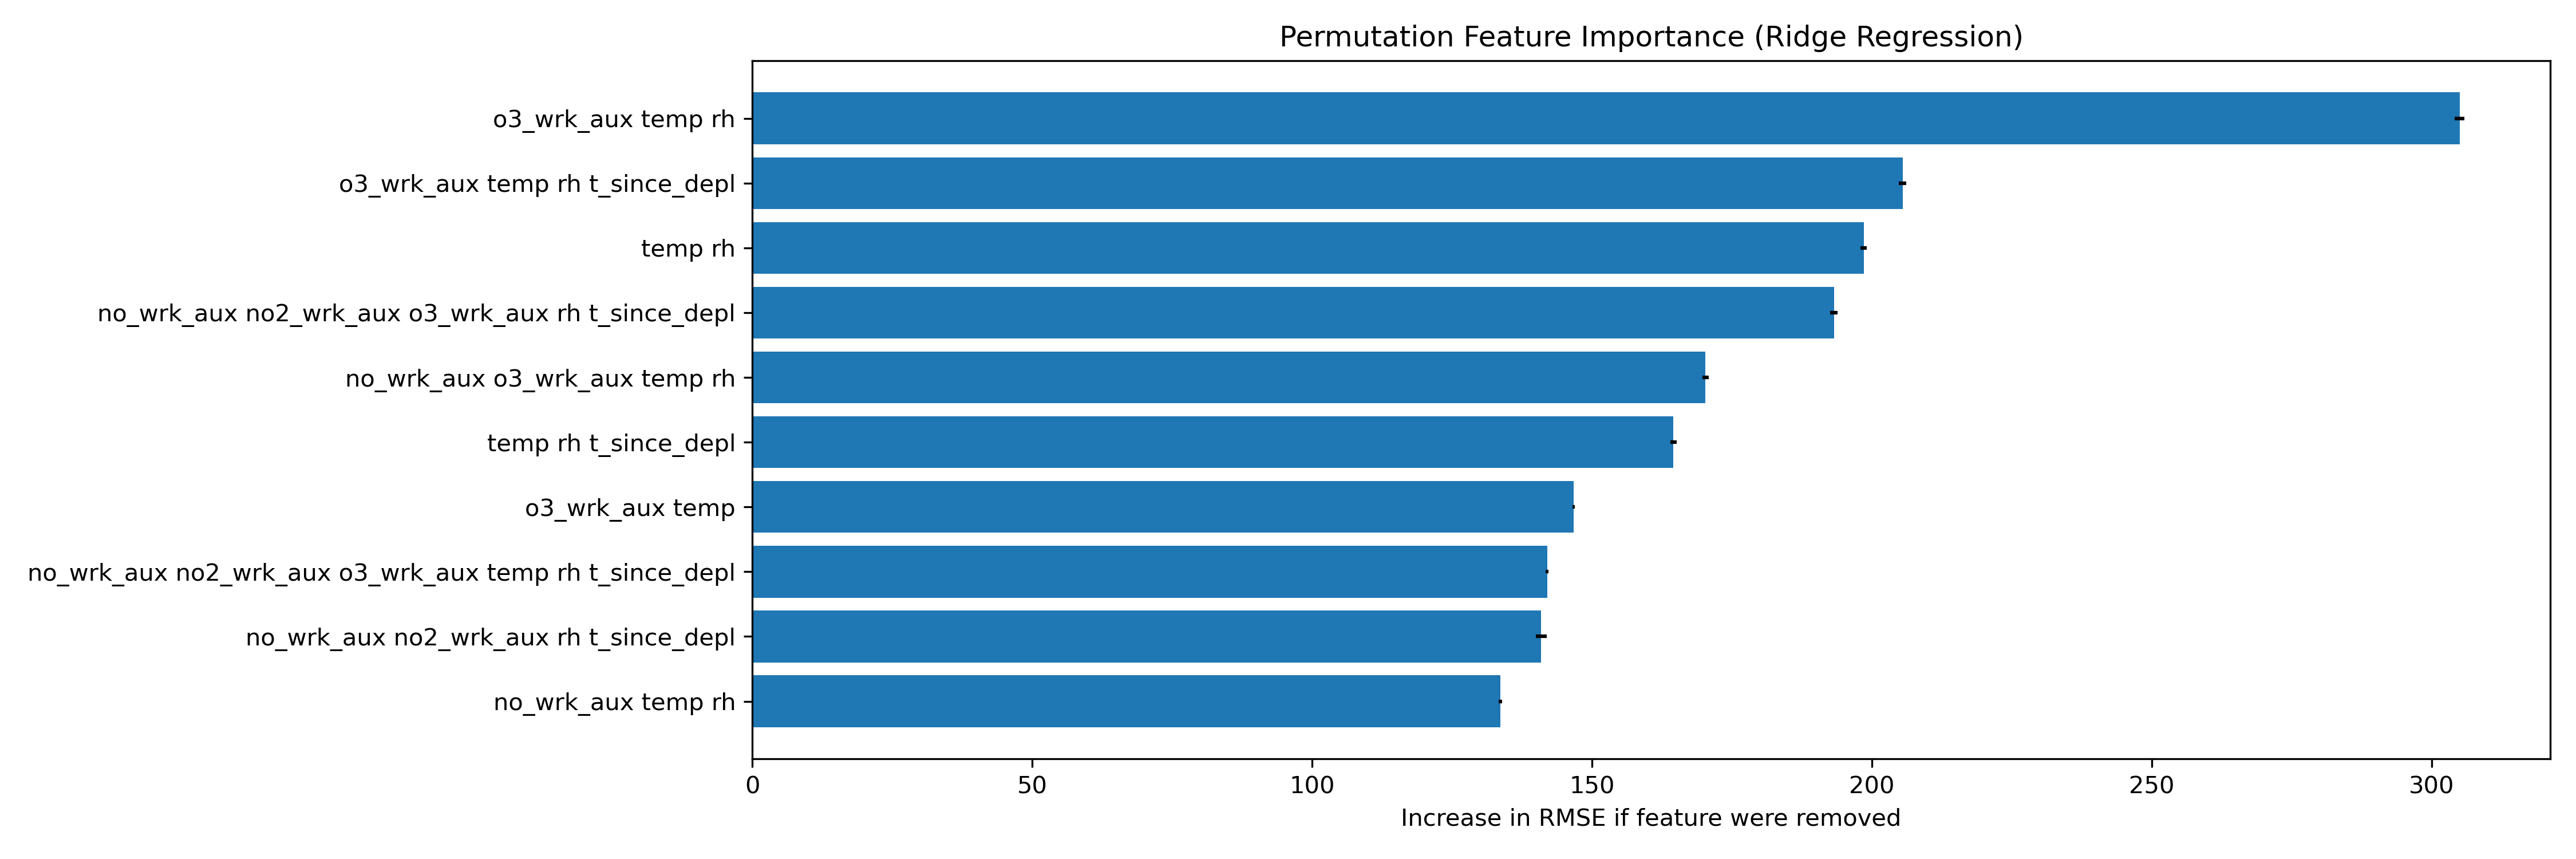 Permutation Feature Importance (Ridge Regression)
o3_wrk_aux temp rh
o3_wrk_aux temp rh t_since_depl
temp rh
no_wrk_aux no2_wrk_aux o3_wrk_aux rh t_since_depl
no_wrk_aux o3_wrk_aux temp rh
temp rh t_since_depl
o3_wrk_aux temp
no_wrk_aux no2_wrk_aux o3_wrk_aux temp rh t_since_depl
no_wrk_aux no2_wrk_aux rh t_since_depl
no_wrk_aux temp rh
0 50 100 150 200 250 300
Increase in RMSE if feature were removed